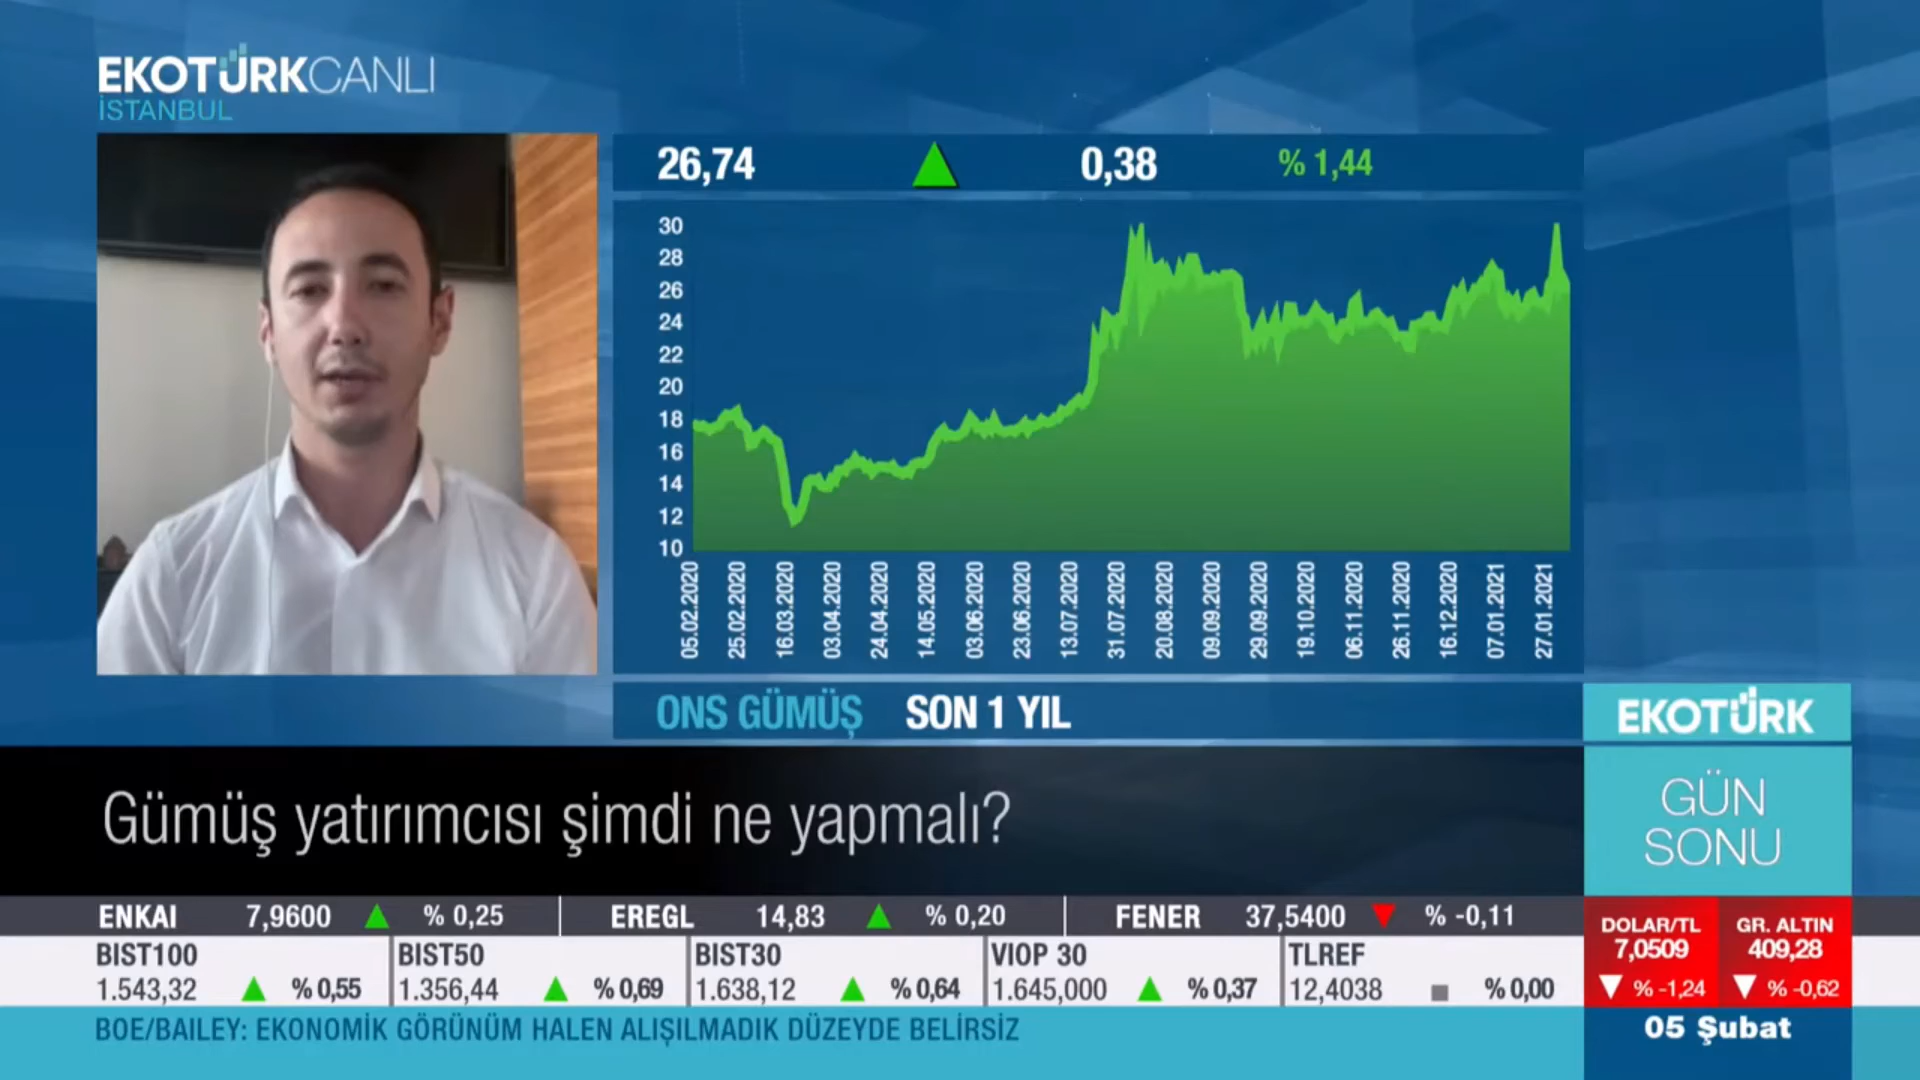 EKOTÜRKCANLI
İSTANBUL
26,74 0,38 % 1,44
30
28
26
24
22
20
18
16
14
12
10
05.02.2020
25.02.2020
16.03.2020
03.04.2020
24.04.2020
14.05.2020
03.06.2020
23.06.2020
13.07.2020
31.07.2020
20.08.2020
09.09.2020
29.09.2020
19.10.2020
06.11.2020
26.11.2020
16.12.2020
07.01.2021
27.01.2021
ONS GÜMÜŞ SON 1 YIL
EKOTÜRK
GÜN
SONU
Gümüş yatırımcısı şimdi ne yapmalı?
ENKAI 7,9600 % 0,25 EREGL 14,83 % 0,20 FENER 37,5400 % -0,11
BIST100 BIST50 BIST30 VIOP 30 TLREF
1.543,32 % 0,55 1.356,44 % 0,69 1.638,12 % 0,64 1.645,000 % 0,37 12,4038 % 0,00
DOLAR/TL GR. ALTIN
7,0509 409,28
% -1,24 % -0,62
BOE/BAILEY: EKONOMİK GÖRÜNÜM HALEN ALIŞILMADIK DÜZEYDE BELİRSİZ
05 Şubat